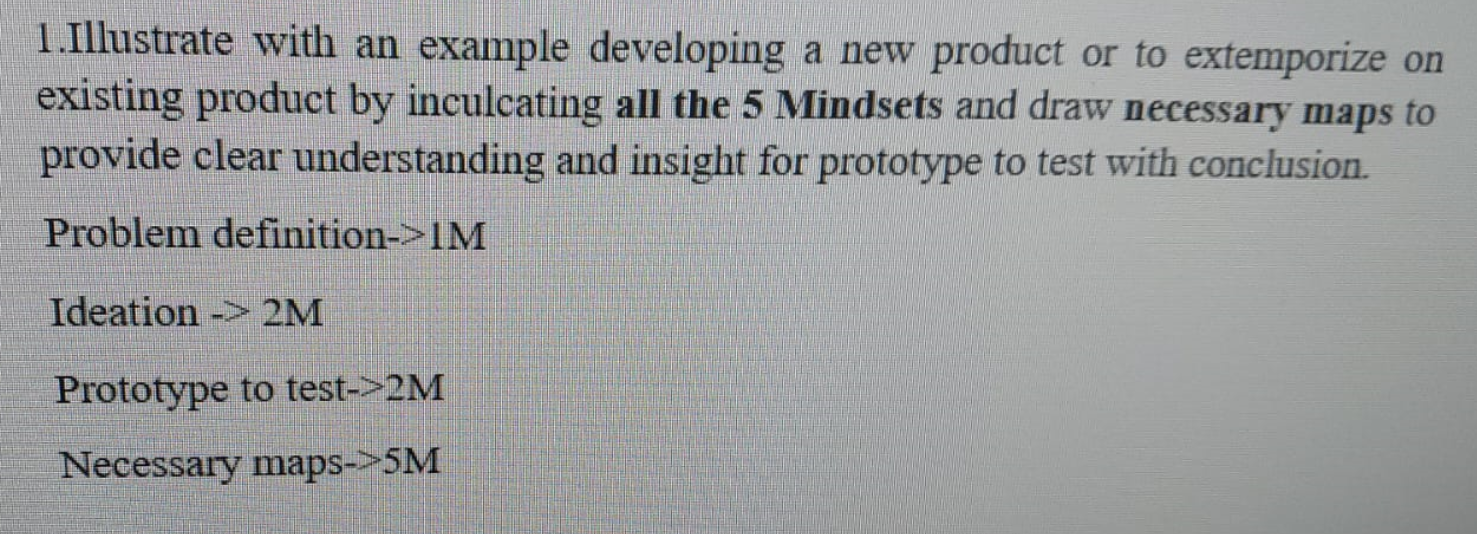 1.Illustrate with an example developing a new product or to extemporize on
existing product by inculcating all the 5 Mindsets and draw necessary maps to
provide clear understanding and insight for prototype to test with conclusion.
Problem definition->1M
Ideation -> 2M
Prototype to test->2M
Necessary maps->5M